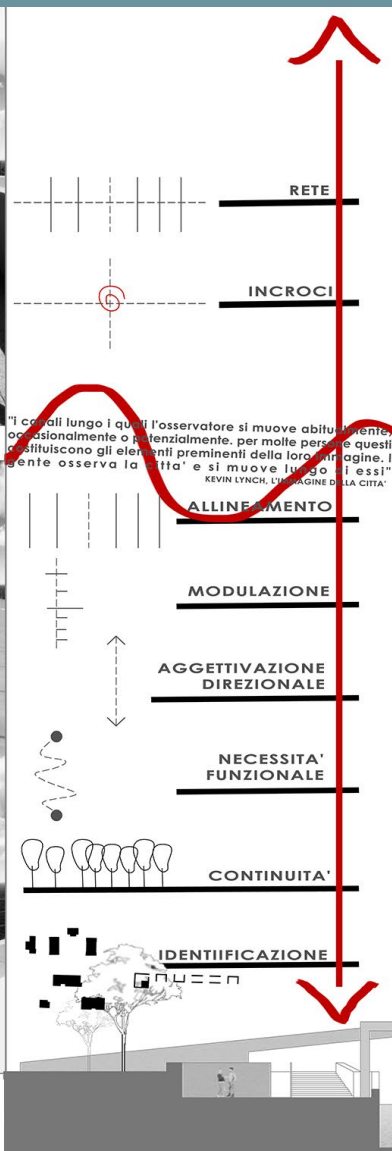 RETE
INCROCI
"i canali lungo i quali l'osservatore si muove abitualmente,
occasionalmente o potenzialmente. per molte persone questi
costituiscono gli elementi preminenti della loro immagine. l
gente osserva la citta' e si muove lungo di essi"
KEVIN LYNCH, L'IMMAGINE DELLA CITTA'
ALLINEAMENTO
MODULAZIONE
AGGETTIVAZIONE
DIREZIONALE
NECESSITA'
FUNZIONALE
CONTINUITA'
IDENTIIFICAZIONE